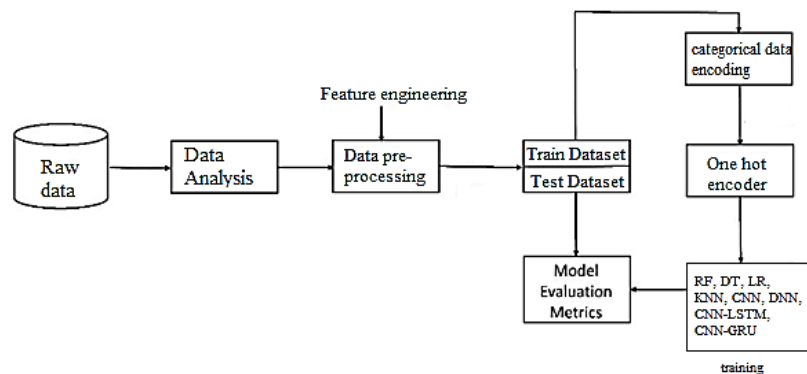 Raw
data
Data
Analysis
Feature engineering
Data pre-
processing
Train Dataset
Test Dataset
categorical data
encoding
One hot
encoder
RF, DT, LR,
KNN, CNN, DNN,
CNN-LSTM,
CNN-GRU
training
Model
Evaluation
Metrics